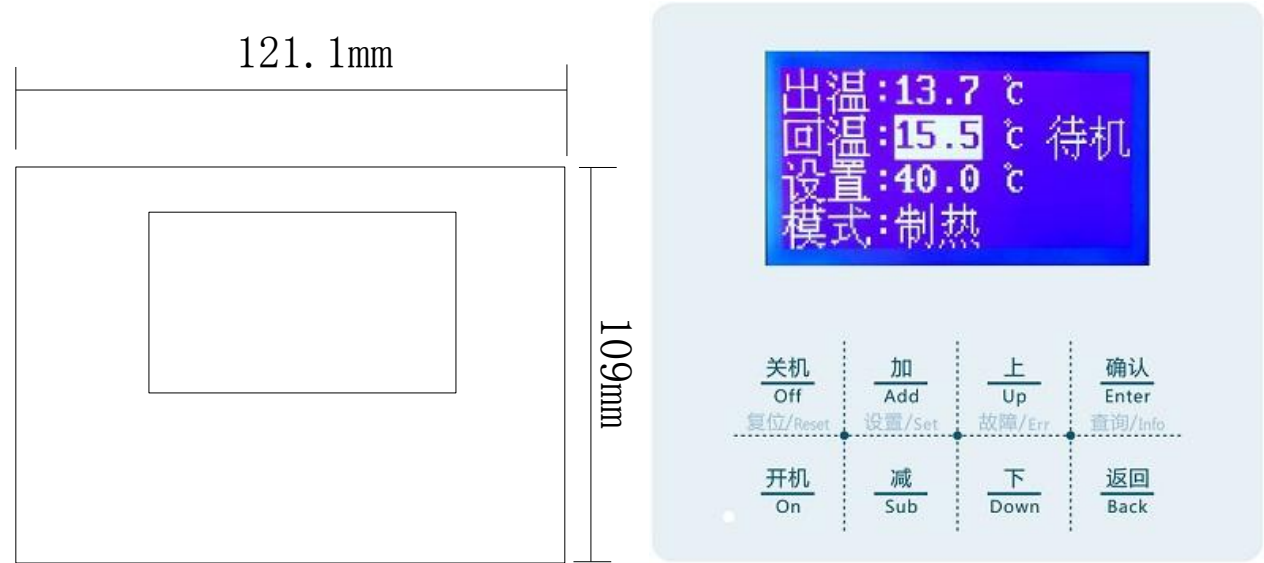 121.1mm
109mm
出温:13.7 ℃
回温:15.5 ℃ 待机
设置:40.0 ℃
模式:制热
关机 加 上 确认
Off Add Up Enter
复位/Reset 设置/Set 故障/Err 查询/Info
开机 减 下 返回
On Sub Down Back